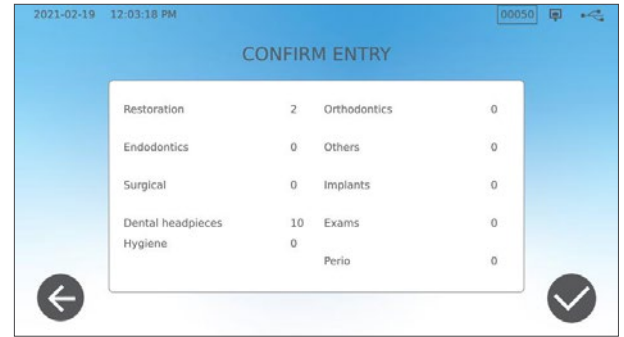 2021-02-19 12:03:18 PM 00050
CONFIRM ENTRY
Restoration 2 Orthodontics 0
Endodontics 0 Others 0
Surgical 0 Implants 0
Dental headpieces 10 Exams 0
Hygiene 0
Perio 0